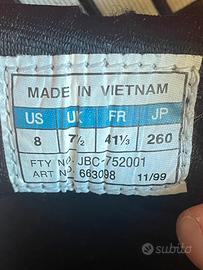 MADE IN VIETNAM
US UK FR JP
8 7½ 41⅓ 260
FTY NO. JBC-752001
ART NO. 663098 11/99
subito